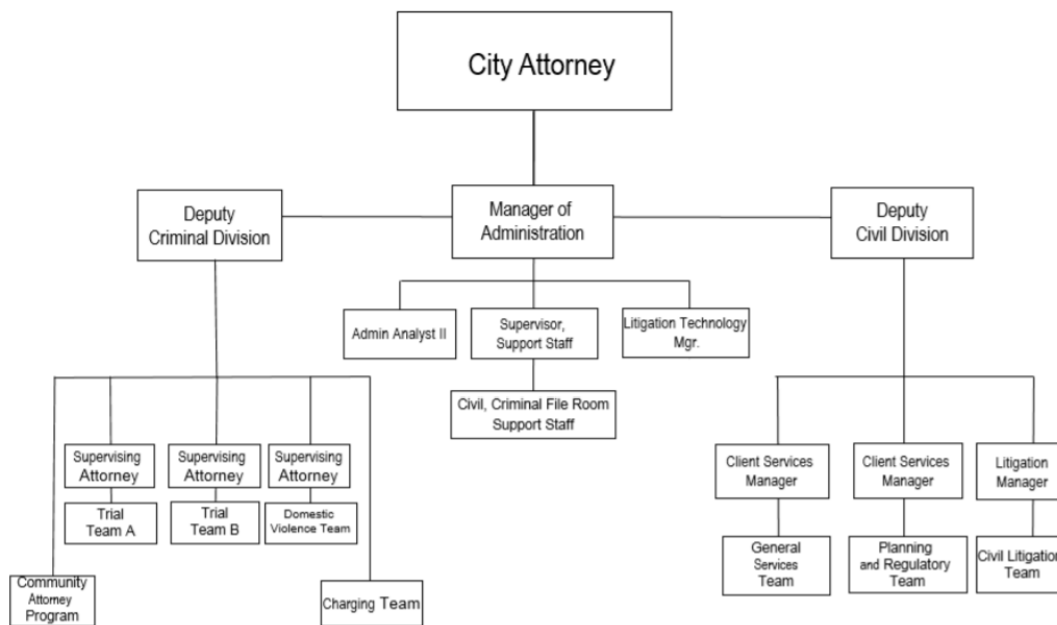 City Attorney
Deputy
Criminal Division
Manager of
Administration
Deputy
Civil Division
Admin Analyst II
Supervisor,
Support Staff
Litigation Technology
Mgr.
Civil, Criminal File Room
Support Staff
Supervising
Attorney
Supervising
Attorney
Supervising
Attorney
Client Services
Manager
Client Services
Manager
Litigation
Manager
Trial
Team A
Trial
Team B
Domestic
Violence Team
General
Services
Team
Planning
and Regulatory
Team
Civil Litigation
Team
Community
Attorney
Program
Charging Team